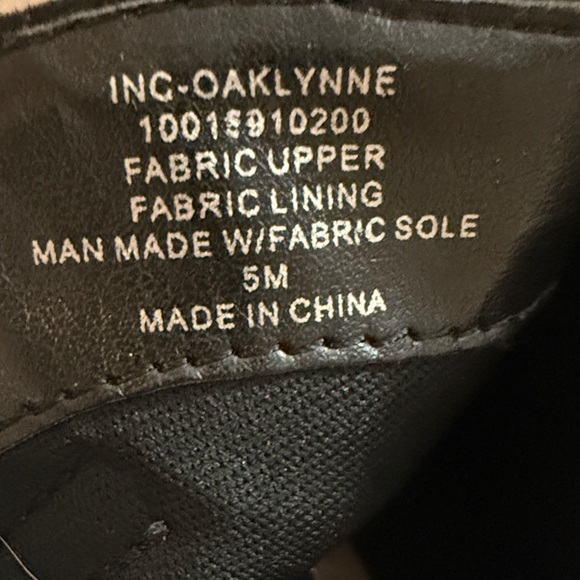 INC-OAKLYNNE
10015910200
FABRIC UPPER
FABRIC LINING
MAN MADE W/FABRIC SOLE
5M
MADE IN CHINA